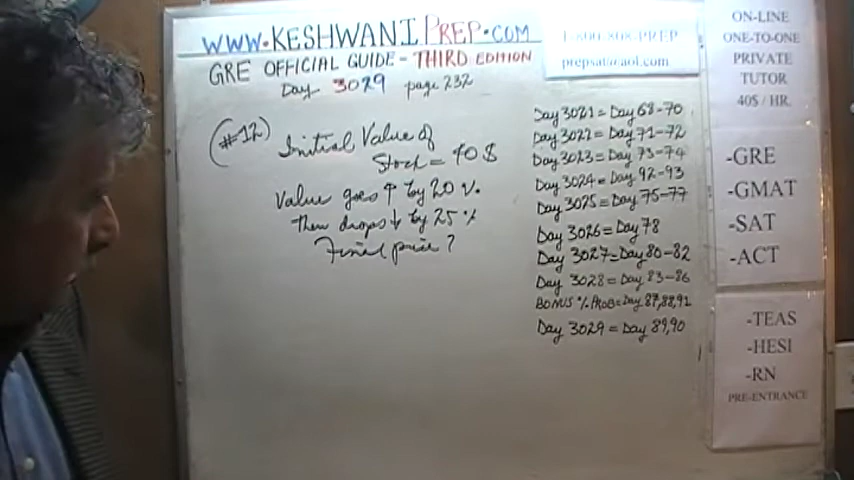 WWW.KESHWANIPREP.COM
GRE OFFICIAL GUIDE - THIRD EDITION
Day 3029 page 232
(#12) Initial Value of
Stock = 40 $
Value goes ↑ by 20 %.
Then drops ↓ by 25 %
Final price ?
1-800-808-PREP
prepsat@aol.com
Day 3021 = Day 68-70
Day 3022 = Day 71-72
Day 3023 = Day 73-74
Day 3024 = Day 92-93
Day 3025 = Day 75-77
Day 3026 = Day 78
Day 3027 = Day 80-82
Day 3028 = Day 83-86
BONUS % PROB = Day 87,88,91
Day 3029 = Day 89,90
ON-LINE
ONE-TO-ONE
PRIVATE
TUTOR
40$ / HR.
-GRE
-GMAT
-SAT
-ACT
-TEAS
-HESI
-RN
PRE-ENTRANCE